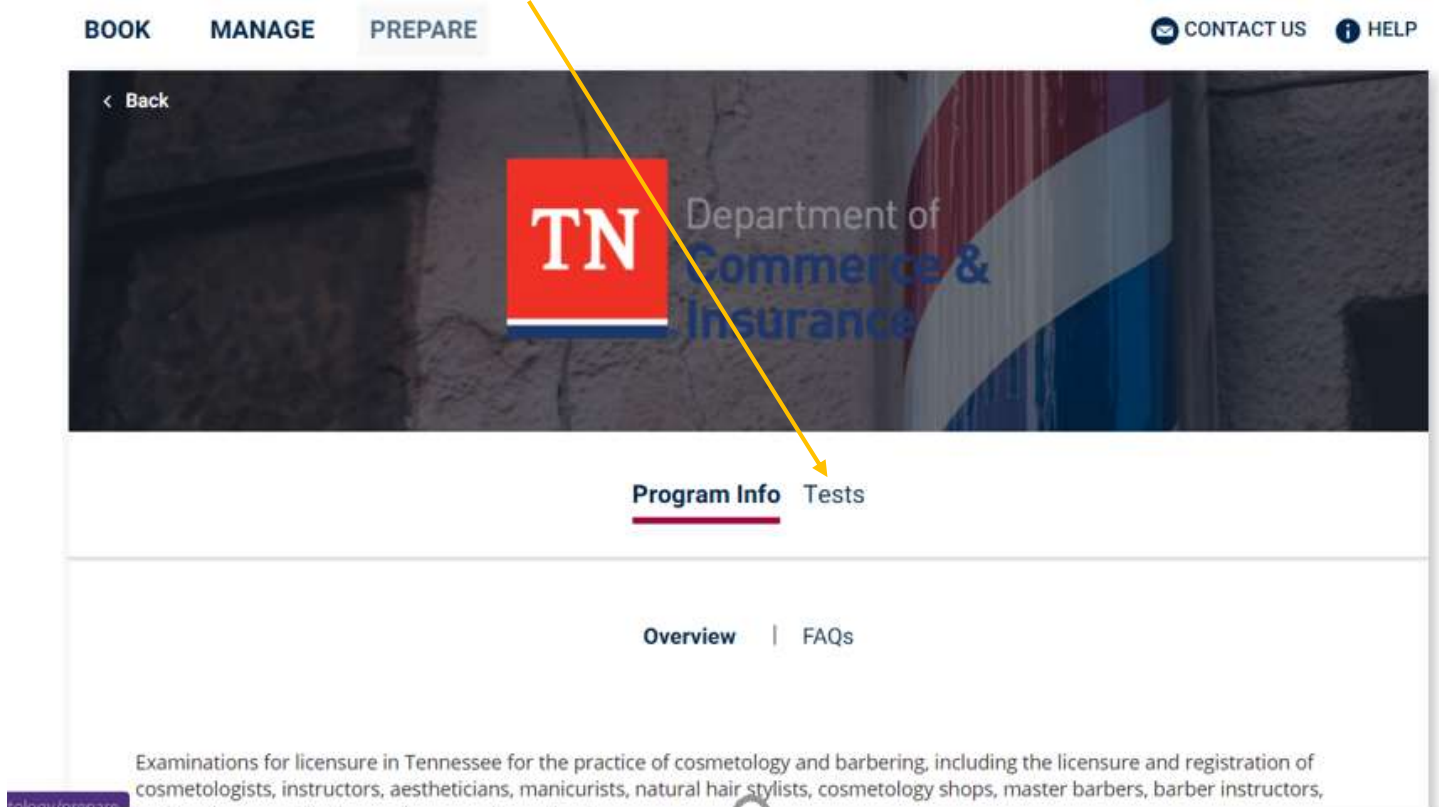 BOOK MANAGE PREPARE CONTACT US HELP
< Back
TN
Department of
Commerce &
Insurance
Program Info Tests
Overview | FAQs
Examinations for licensure in Tennessee for the practice of cosmetology and barbering, including the licensure and registration of
cosmetologists, instructors, aestheticians, manicurists, natural hair stylists, cosmetology shops, master barbers, barber instructors,